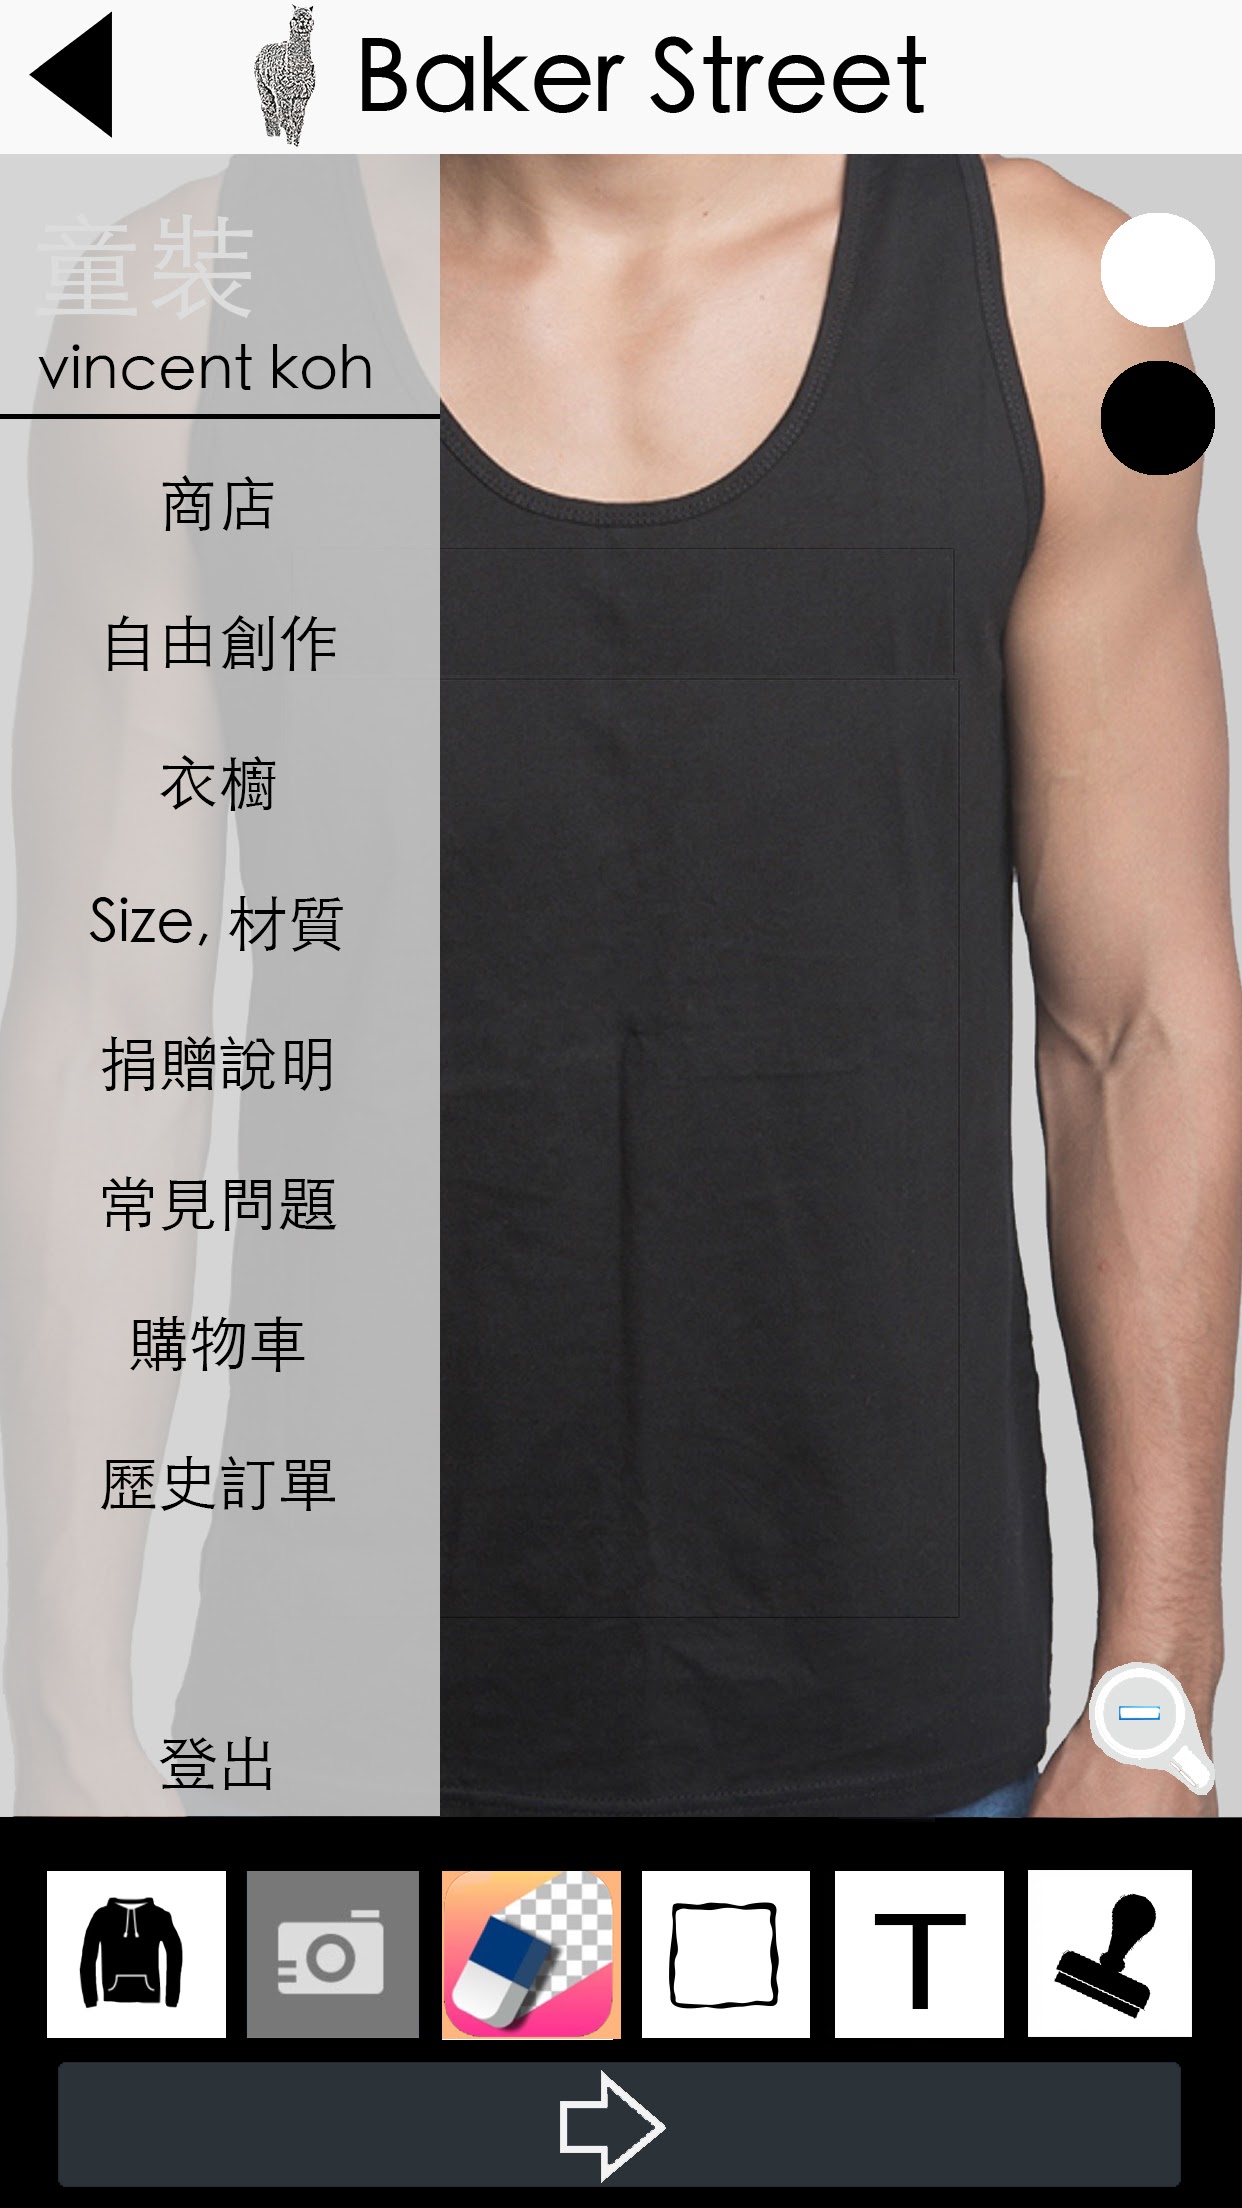 Baker Street
童裝
vincent koh
商店
自由創作
衣櫥
Size, 材質
捐贈說明
常見問題
購物車
歷史訂單
登出
T